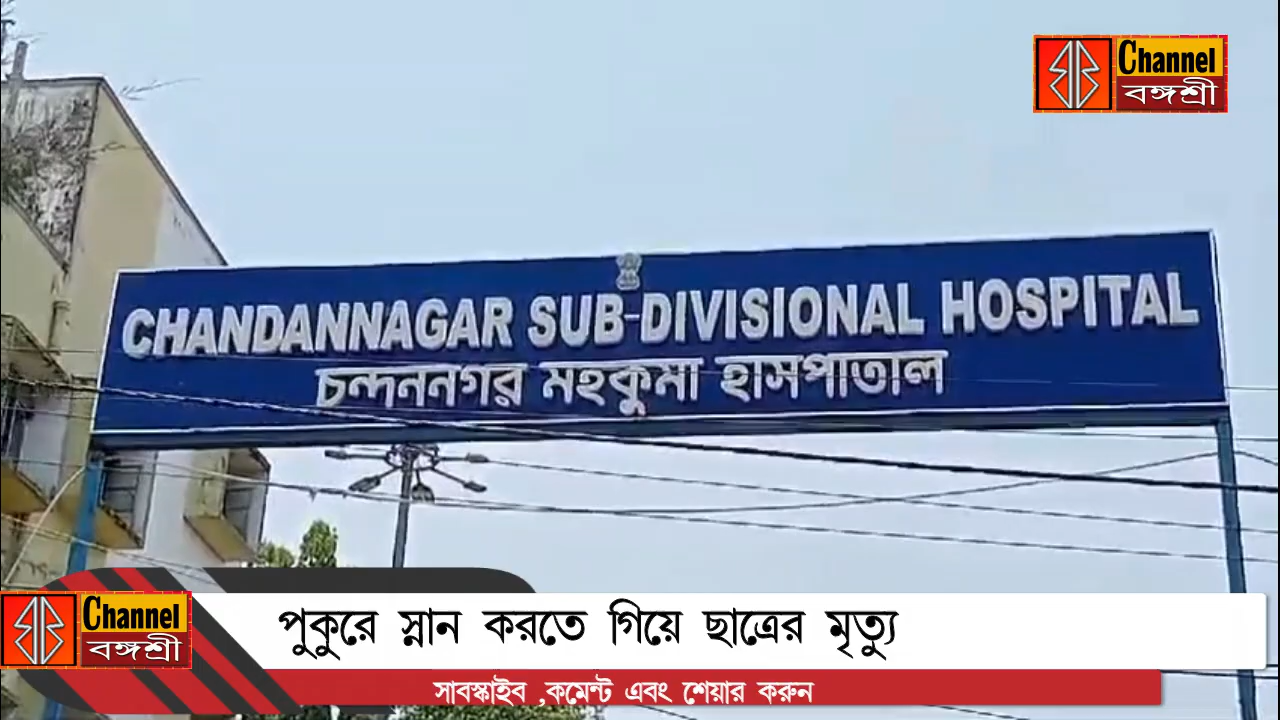 Channel
বঙ্গশ্রী
CHANDANNAGAR SUB-DIVISIONAL HOSPITAL
চন্দননগর মহকুমা হাসপাতাল
Channel
বঙ্গশ্রী
পুকুরে স্নান করতে গিয়ে ছাত্রের মৃত্যু
সাবস্কাইব ,কমেন্ট এবং শেয়ার করুন